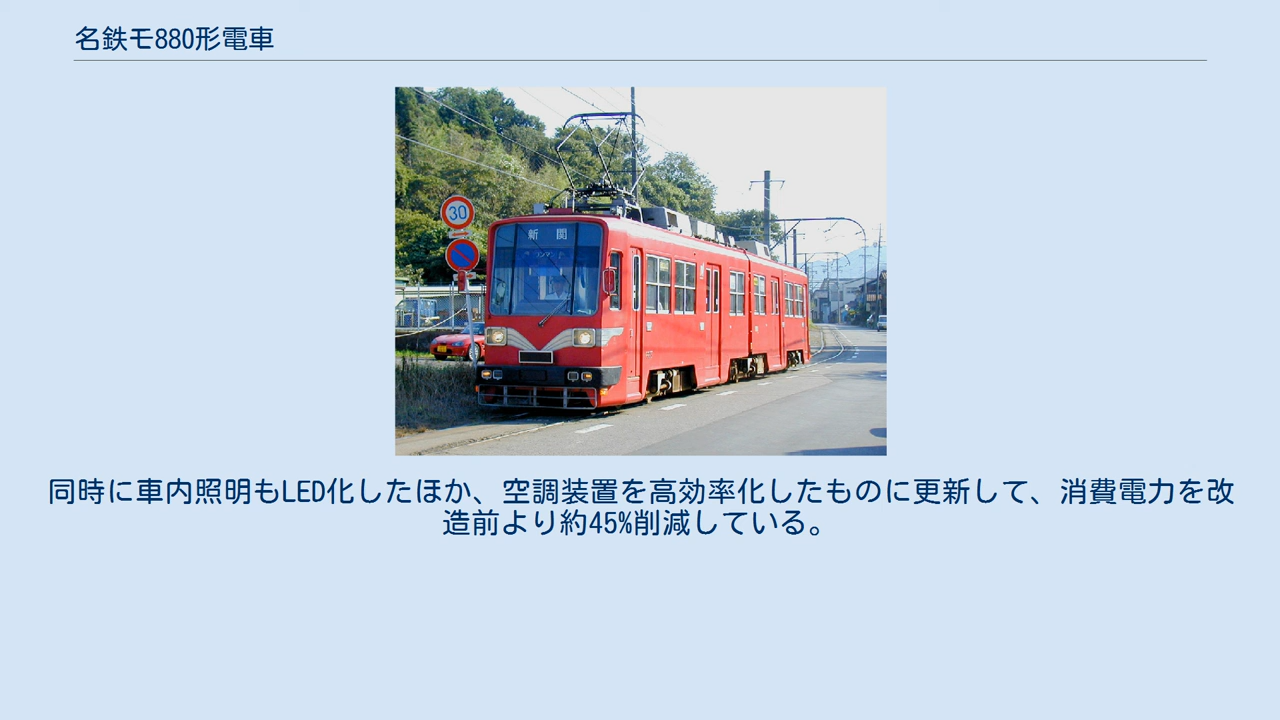 名鉄モ880形電車
30
新 関
同時に車内照明もLED化したほか、空調装置を高効率化したものに更新して、消費電力を改
造前より約45%削減している。